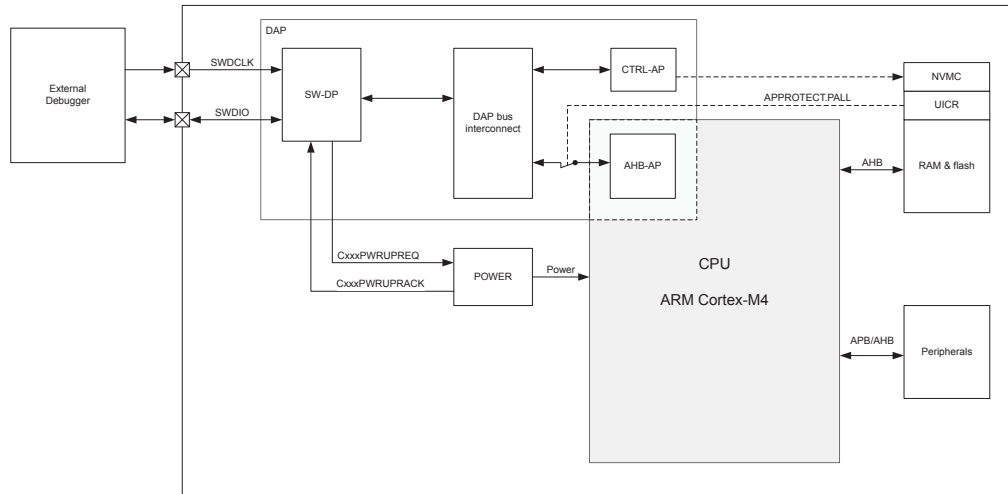 DAP
External
Debugger
SWDCLK
SWDIO
SW-DP
DAP bus
interconnect
CTRL-AP
NVMC
APPROTECT.PALL
UICR
AHB-AP
AHB
RAM & flash
CxxxPWRUPREQ
CxxxPWRUPRACK
POWER
Power
CPU
ARM Cortex-M4
APB/AHB
Peripherals